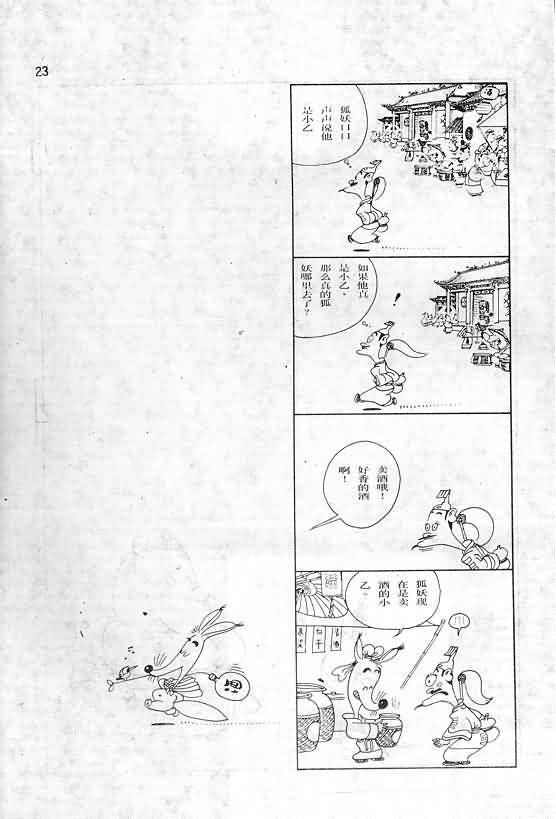 23
狐妖口口
声声说他
是小乙
如果他真
是小乙，
那么真的狐
妖哪里去了？
！
卖酒哦！
好香的酒
啊！
狐妖现
在是卖
酒的小
乙。